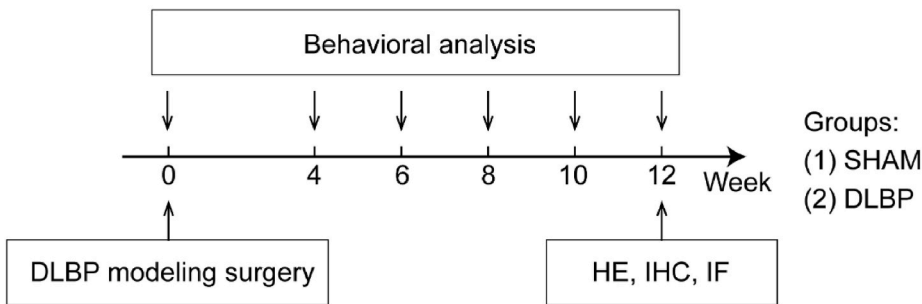 Behavioral analysis
0 4 6 8 10 12 Week
Groups:
(1) SHAM
(2) DLBP
DLBP modeling surgery
HE, IHC, IF